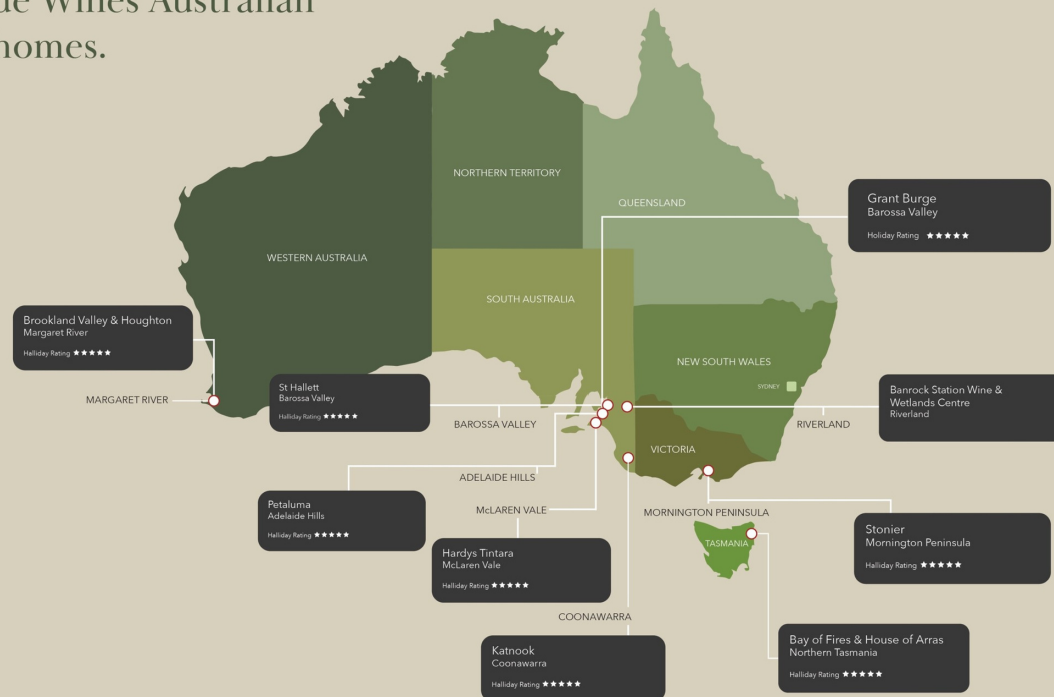 de Wines Australian
homes.
NORTHERN TERRITORY
QUEENSLAND
Grant Burge
Barossa Valley
Holiday Rating ★★★★★
WESTERN AUSTRALIA
SOUTH AUSTRALIA
Brookland Valley & Houghton
Margaret River
Halliday Rating ★★★★★
NEW SOUTH WALES
SYDNEY
MARGARET RIVER
St Hallett
Barossa Valley
Halliday Rating ★★★★★
BAROSSA VALLEY
Banrock Station Wine &
Wetlands Centre
Riverland
RIVERLAND
VICTORIA
ADELAIDE HILLS
Petaluma
Adelaide Hills
Halliday Rating ★★★★★
McLAREN VALE
MORNINGTON PENINSULA
Hardys Tintara
McLaren Vale
Halliday Rating ★★★★★
TASMANIA
Stonier
Mornington Peninsula
Halliday Rating ★★★★★
COONAWARRA
Katnook
Coonawarra
Halliday Rating ★★★★★
Bay of Fires & House of Arras
Northern Tasmania
Halliday Rating ★★★★★